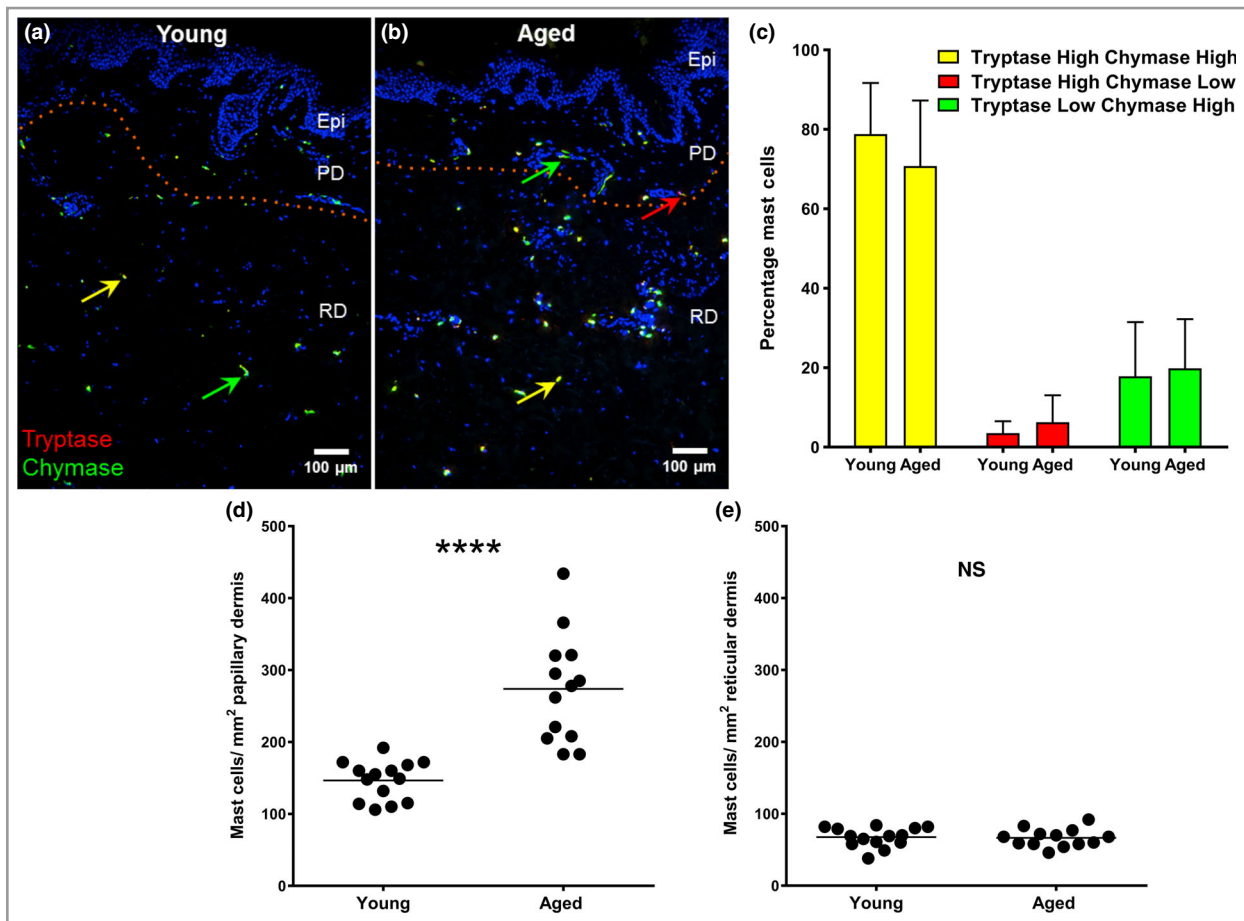 (a)
Young
Epi
PD
RD
Tryptase
Chymase
100 µm
(b)
Aged
Epi
PD
RD
100 µm
(c)
Percentage mast cells
100
80
60
40
20
0
Tryptase High Chymase High
Tryptase High Chymase Low
Tryptase Low Chymase High
Young Aged
Young Aged
Young Aged
(d)
Mast cells/ mm² papillary dermis
500
400
300
200
100
0
****
Young
Aged
(e)
Mast cells/ mm² reticular dermis
500
400
300
200
100
0
NS
Young
Aged